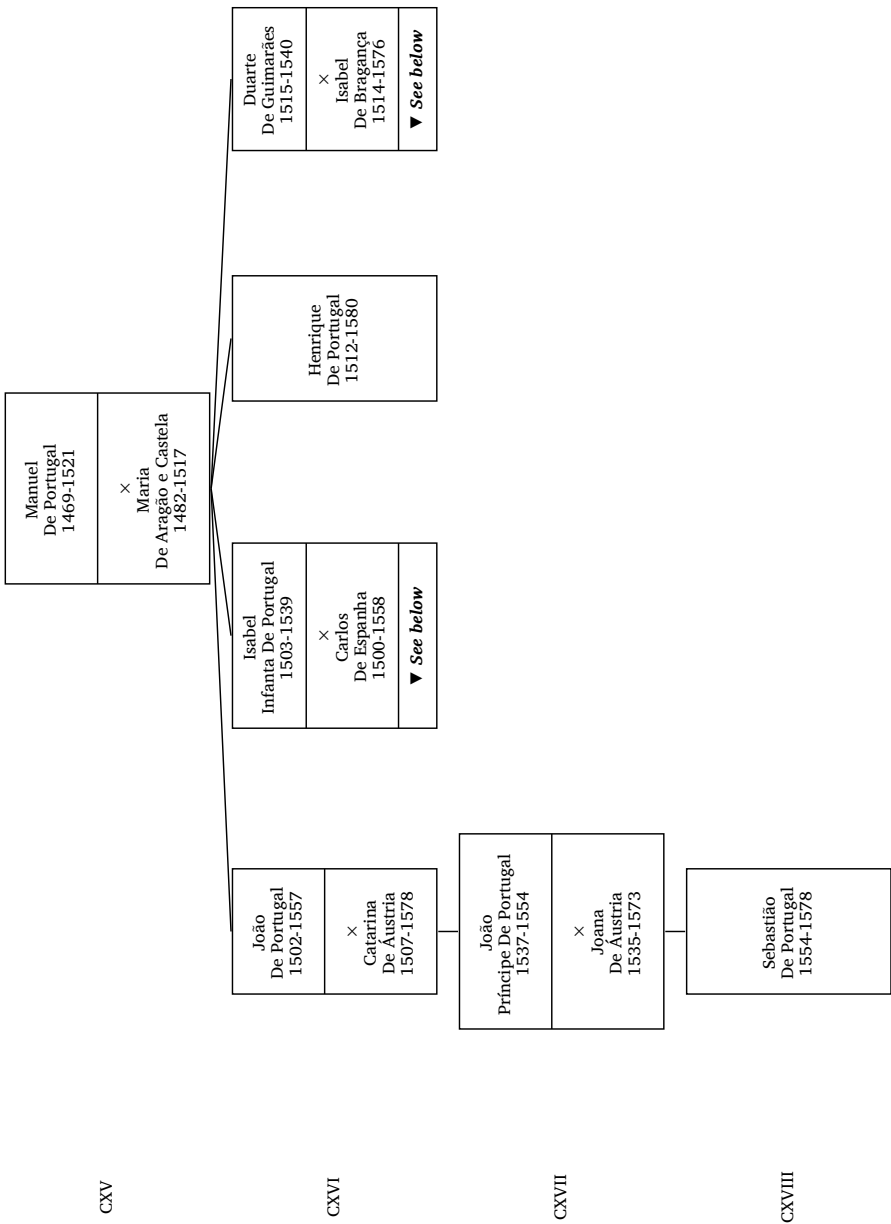 CXV
Manuel
De Portugal
1469-1521
×
Maria
De Aragão e Castela
1482-1517
CXVI
João
De Portugal
1502-1557
×
Catarina
De Áustria
1507-1578
Isabel
Infanta De Portugal
1503-1539
×
Carlos
De Espanha
1500-1558
▼ See below
Henrique
De Portugal
1512-1580
Duarte
De Guimarães
1515-1540
×
Isabel
De Bragança
1514-1576
▼ See below
CXVII
João
Príncipe De Portugal
1537-1554
×
Joana
De Áustria
1535-1573
CXVIII
Sebastião
De Portugal
1554-1578